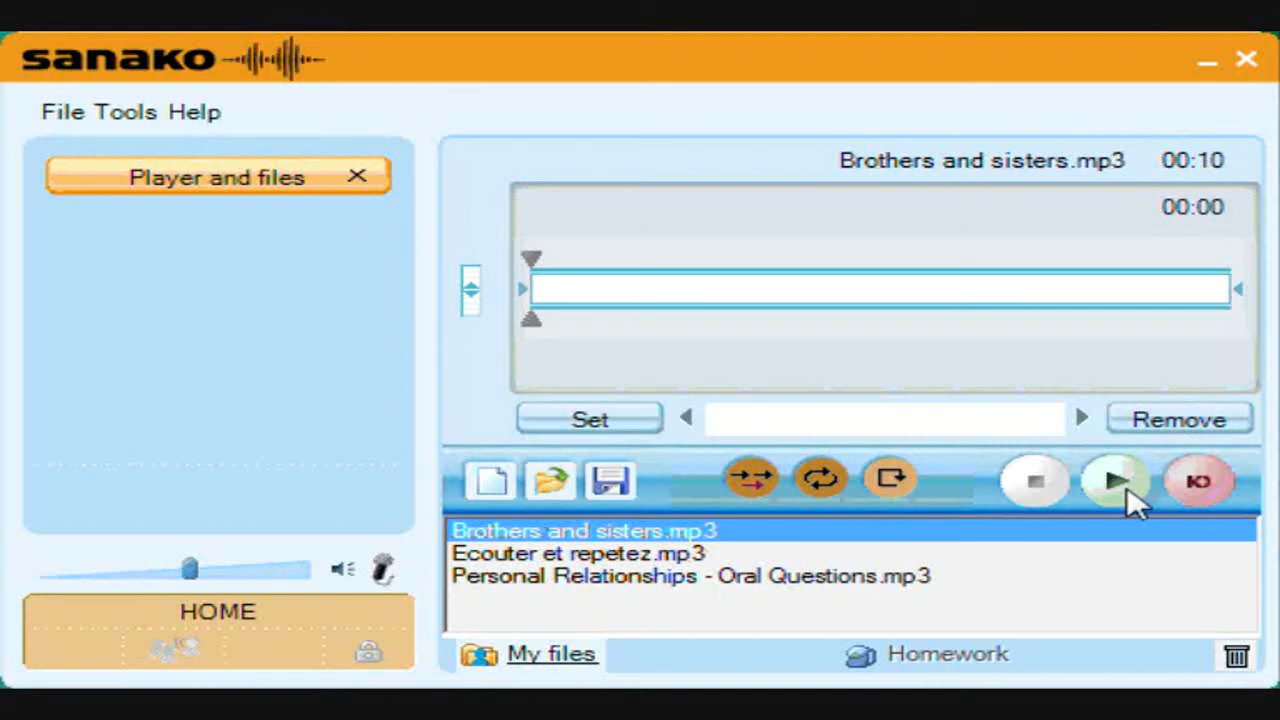 sanako
File Tools Help
Player and files
Brothers and sisters.mp3 00:10
00:00
Set
Remove
Brothers and sisters.mp3
Ecouter et repetez.mp3
Personal Relationships - Oral Questions.mp3
HOME
My files
Homework